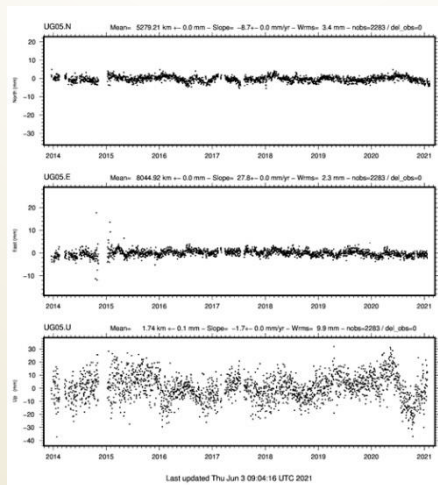 UG05.N Mean= 5279.21 km +- 0.0 mm - Slope= -8.7+- 0.0 mm/yr - Wrms= 3.4 mm - nobs=2283 / del_obs=0
20
10
0
-10
-20
-30
North (mm)
2014 2015 2016 2017 2018 2019 2020 2021
UG05.E Mean= 8044.92 km +- 0.0 mm - Slope= 27.8+- 0.0 mm/yr - Wrms= 2.3 mm - nobs=2283 / del_obs=0
20
10
0
-10
East (mm)
2014 2015 2016 2017 2018 2019 2020 2021
UG05.U Mean= 1.74 km +- 0.1 mm - Slope= -1.7+- 0.0 mm/yr - Wrms= 9.9 mm - nobs=2283 / del_obs=0
30
20
10
0
-10
-20
-30
-40
Up (mm)
2014 2015 2016 2017 2018 2019 2020 2021
Last updated Thu Jun 3 09:04:16 UTC 2021